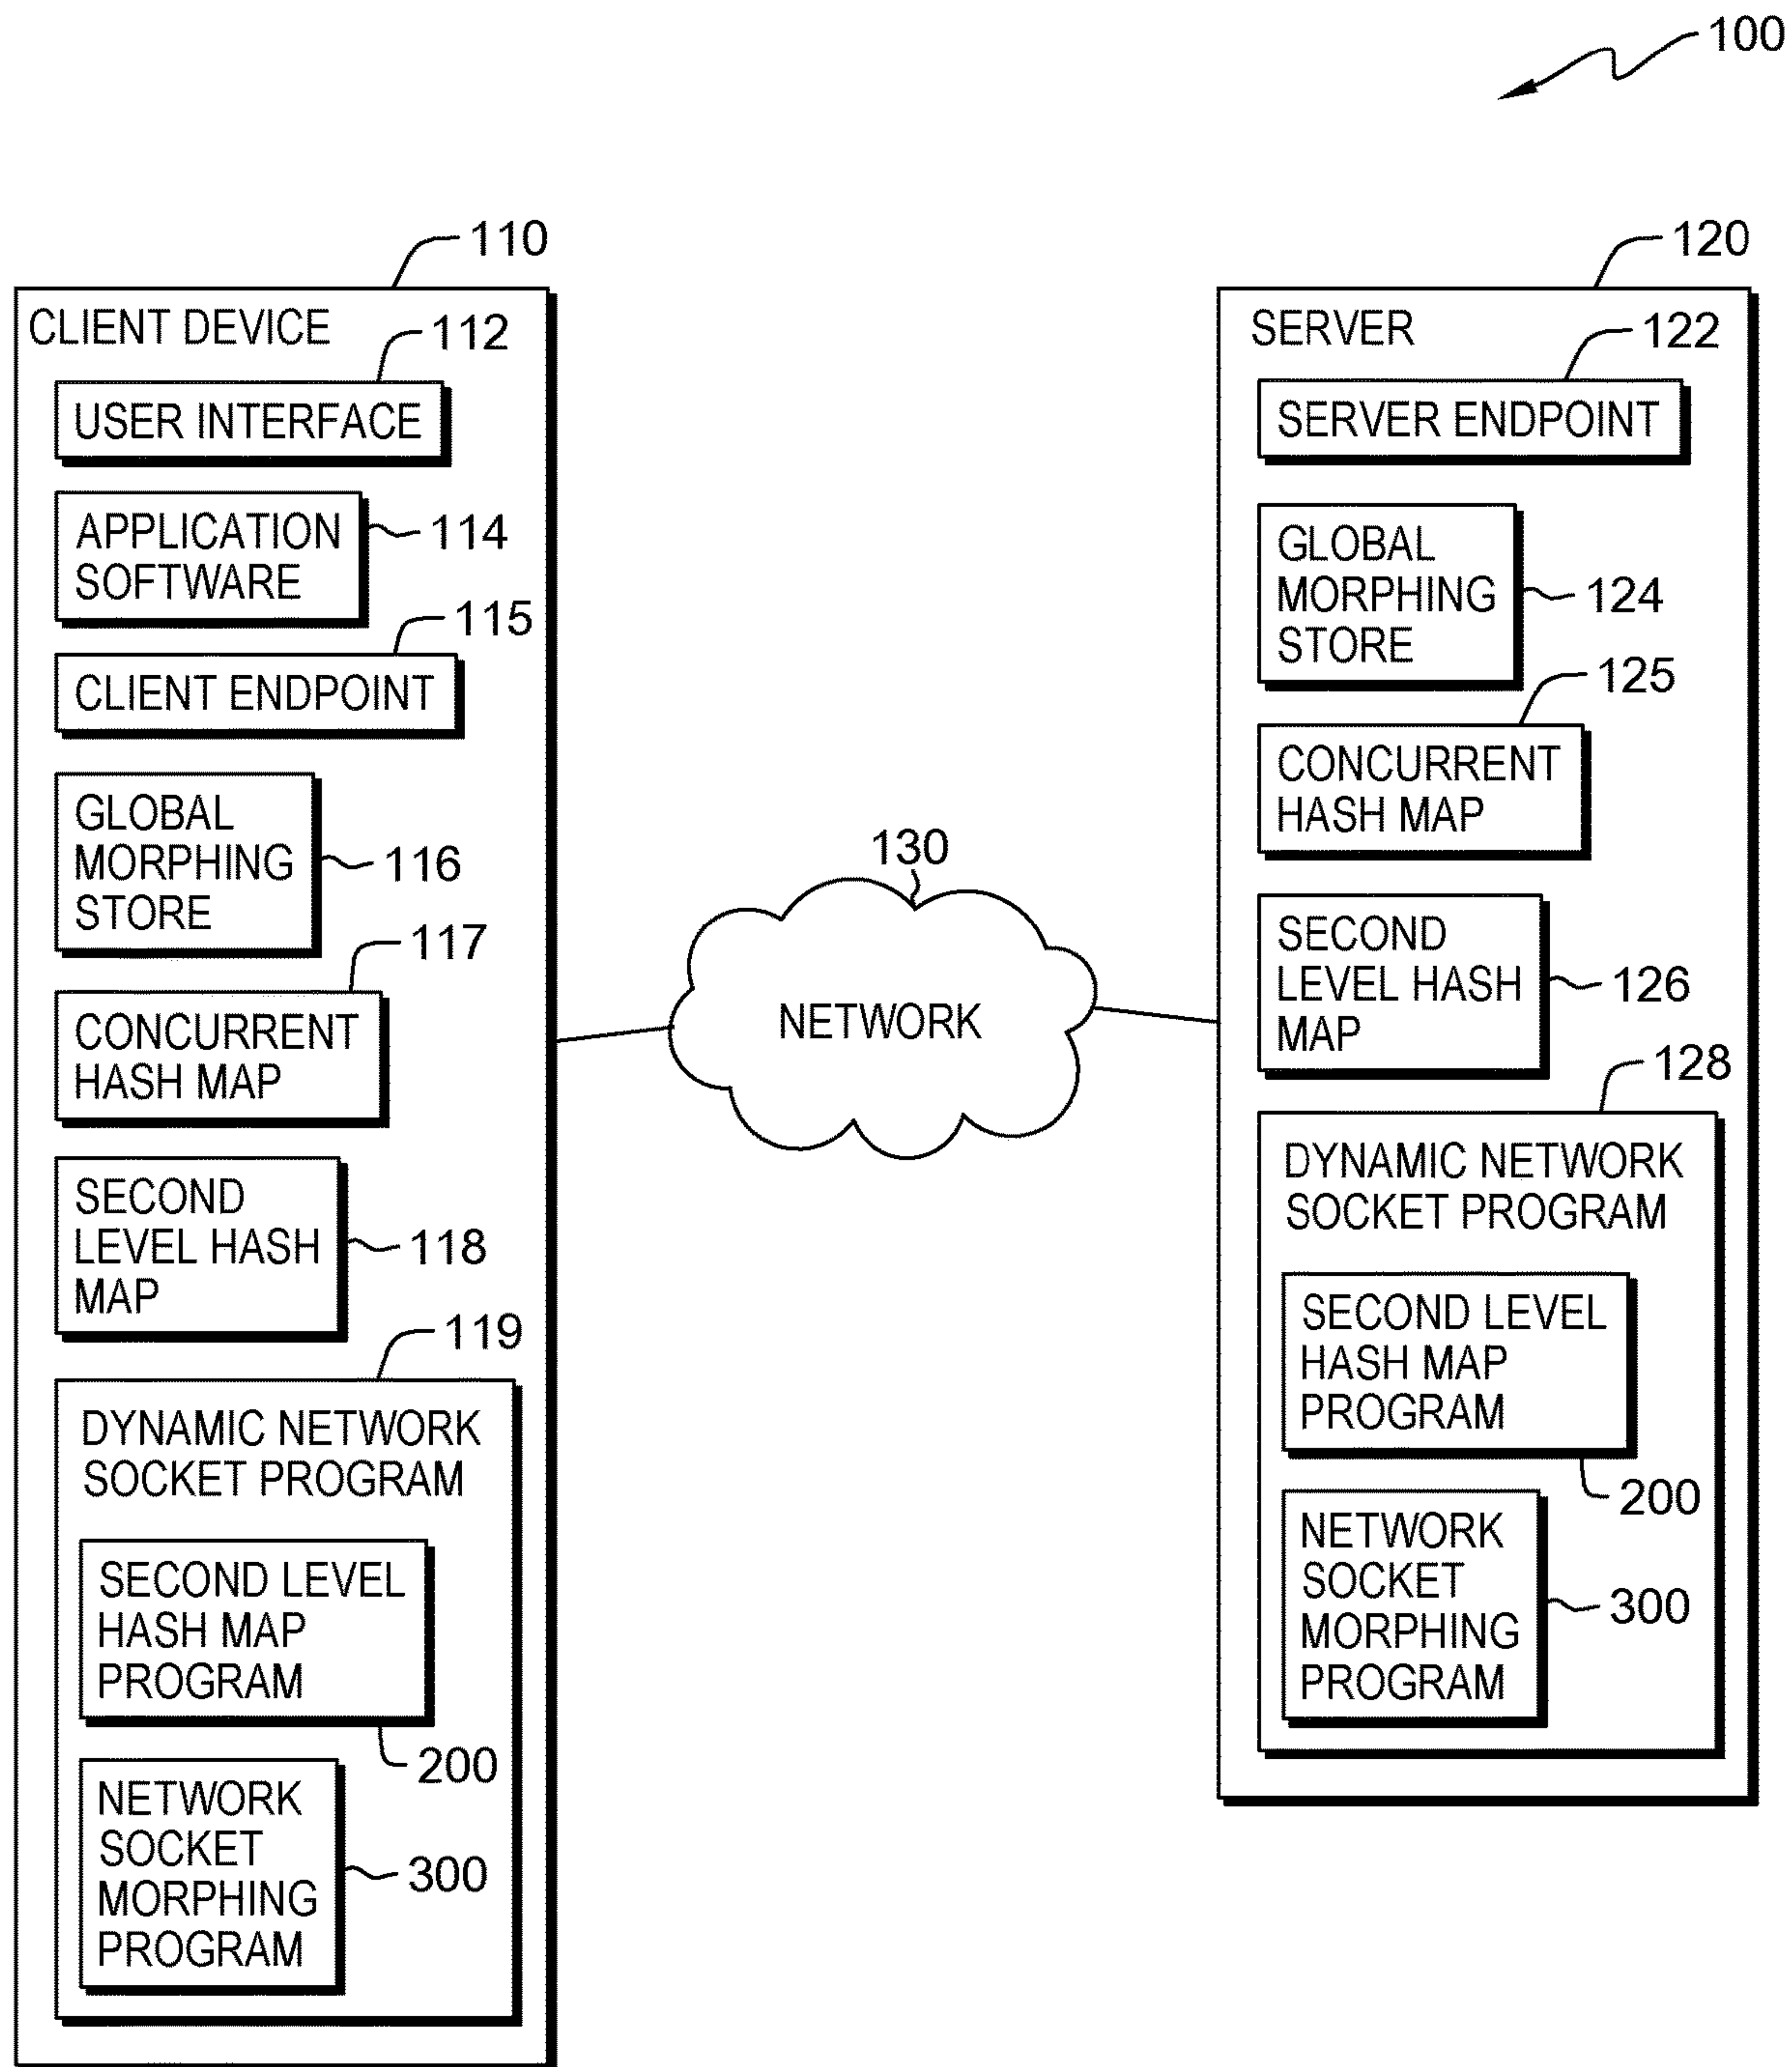 100
110
CLIENT DEVICE
112
USER INTERFACE
APPLICATION
SOFTWARE
114
115
CLIENT ENDPOINT
GLOBAL
MORPHING
STORE
116
117
CONCURRENT
HASH MAP
SECOND
LEVEL HASH
MAP
118
119
DYNAMIC NETWORK
SOCKET PROGRAM
SECOND LEVEL
HASH MAP
PROGRAM
200
NETWORK
SOCKET
MORPHING
PROGRAM
300
130
NETWORK
120
SERVER
122
SERVER ENDPOINT
GLOBAL
MORPHING
STORE
124
125
CONCURRENT
HASH MAP
SECOND
LEVEL HASH
MAP
126
128
DYNAMIC NETWORK
SOCKET PROGRAM
SECOND LEVEL
HASH MAP
PROGRAM
200
NETWORK
SOCKET
MORPHING
PROGRAM
300